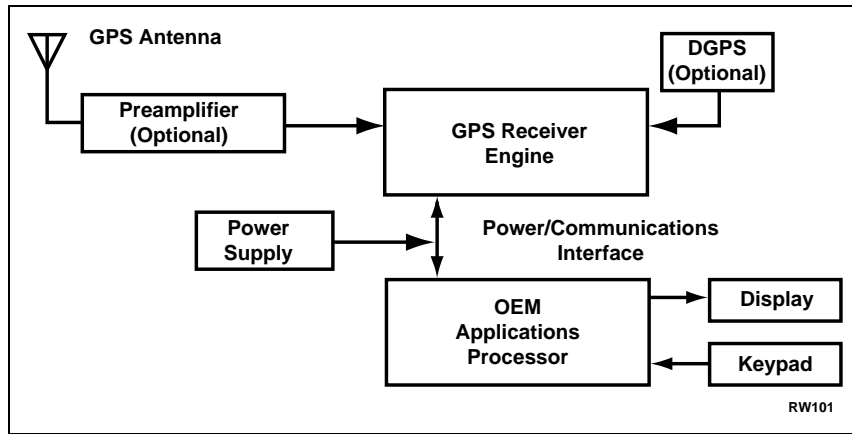 GPS Antenna
DGPS
(Optional)
Preamplifier
(Optional)
GPS Receiver
Engine
Power
Supply
Power/Communications
Interface
OEM
Applications
Processor
Display
Keypad
RW101